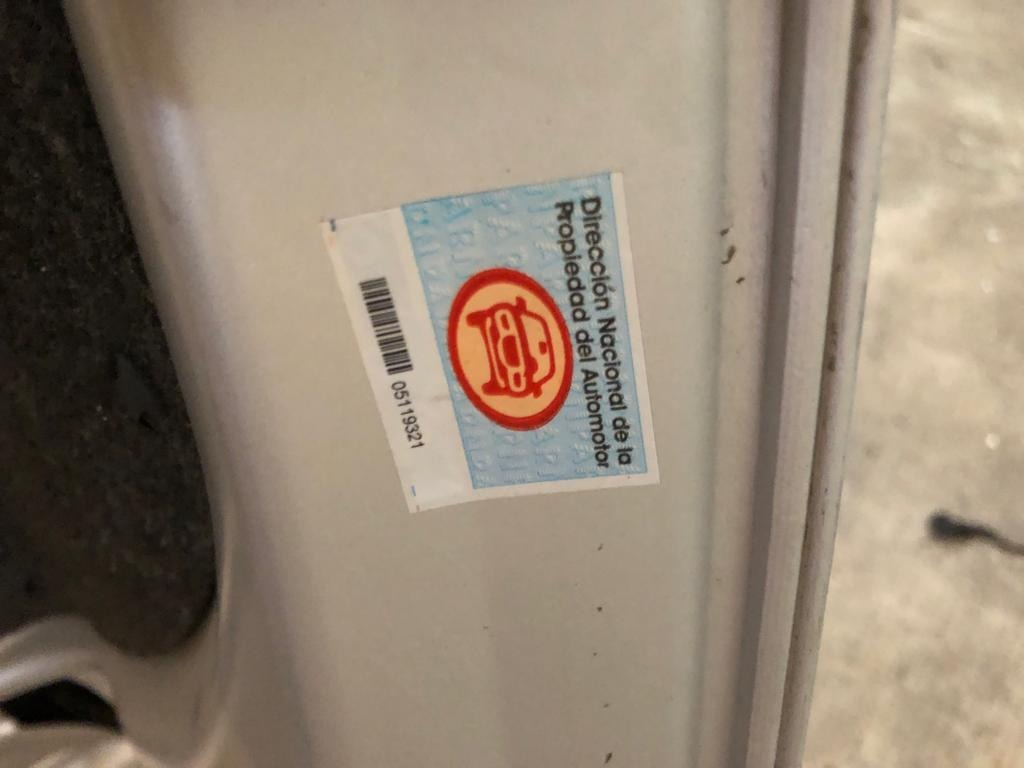 Dirección Nacional de la
Propiedad del Automotor
05119321